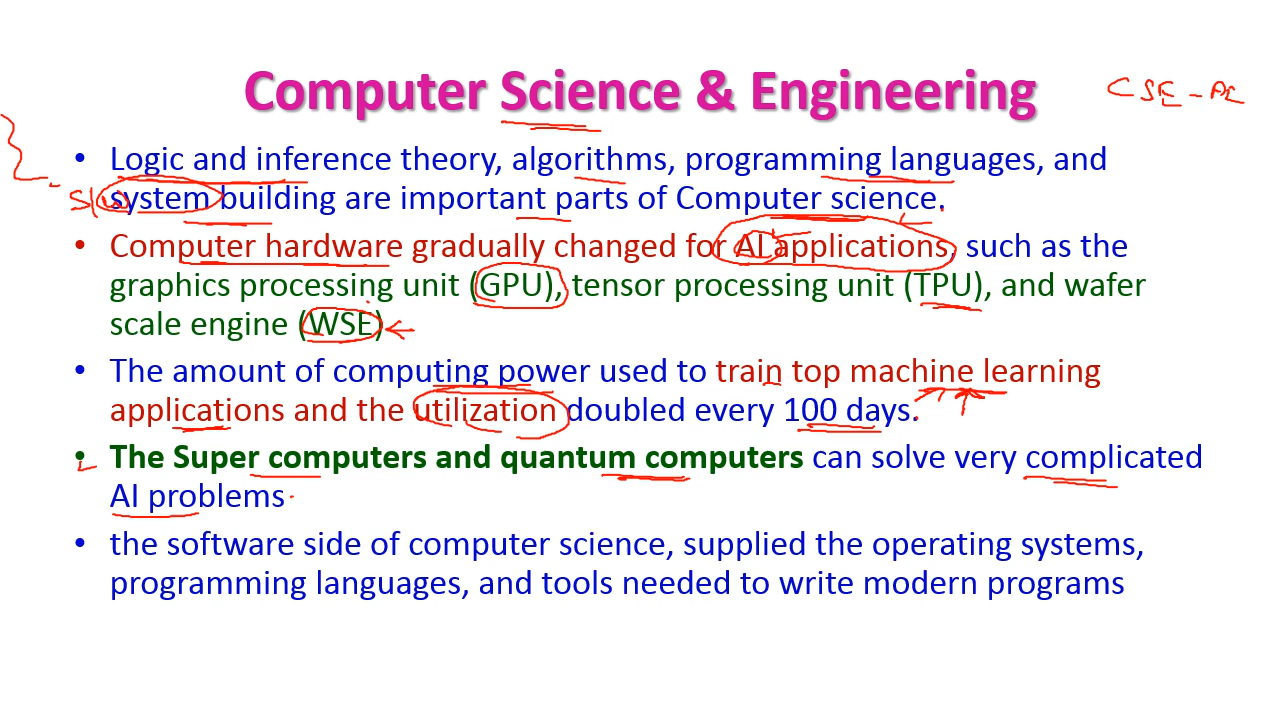 Computer Science & Engineering
CSE - AI
• Logic and inference theory, algorithms, programming languages, and
S/W
system building are important parts of Computer science.
• Computer hardware gradually changed for AI applications, such as the
graphics processing unit (GPU), tensor processing unit (TPU), and wafer
scale engine (WSE)
• The amount of computing power used to train top machine learning
applications and the utilization doubled every 100 days.
• The Super computers and quantum computers can solve very complicated
AI problems
• the software side of computer science, supplied the operating systems,
programming languages, and tools needed to write modern programs